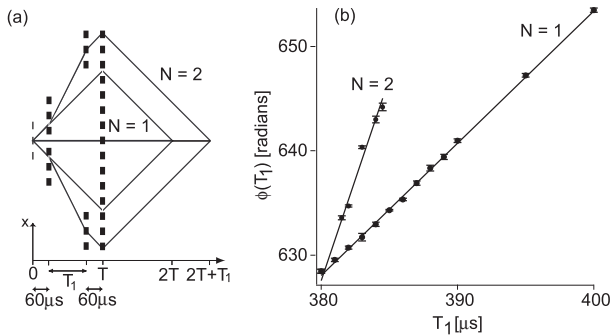 (a)
N = 2
N = 1
x
0 T₁ T 2T 2T+T₁
60μs 60μs
(b)
N = 1
N = 2
650
640
630
ϕ(T₁) [radians]
380 390 400
T₁ [μs]